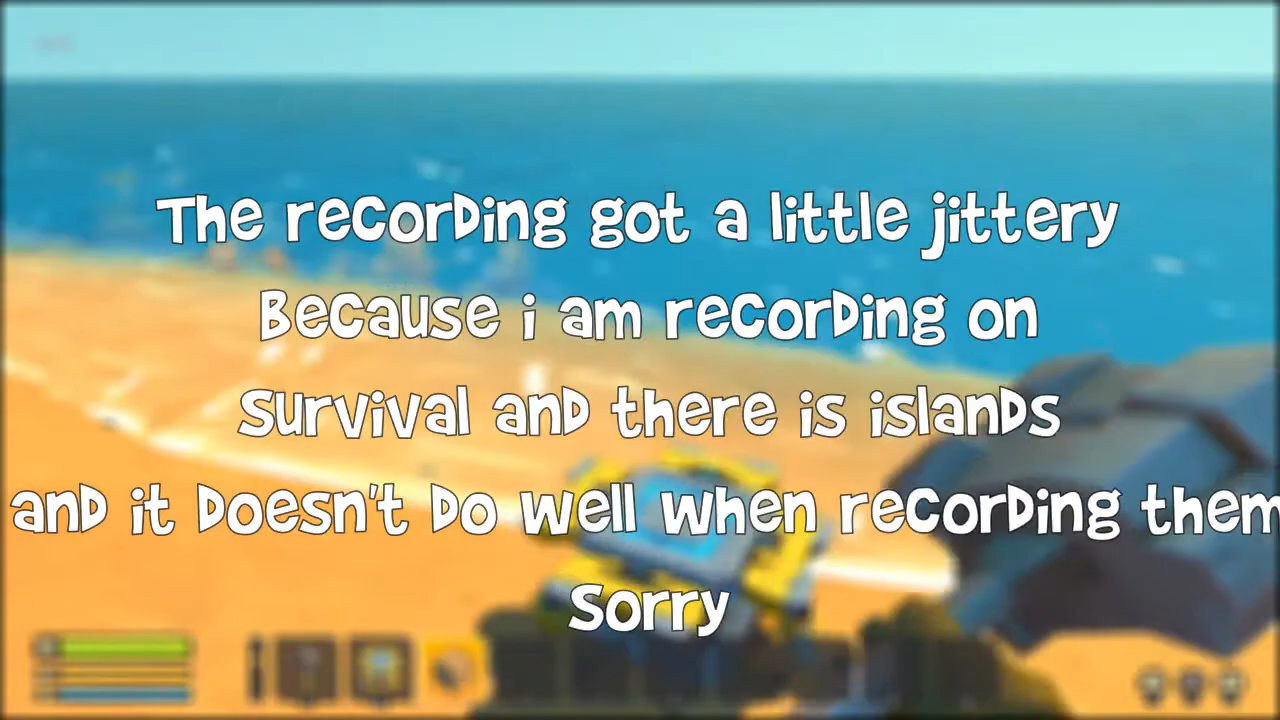 The recording got a little jittery
Because i am recording on
Survival and there is islands
and it Doesn't Do well when recording them
Sorry